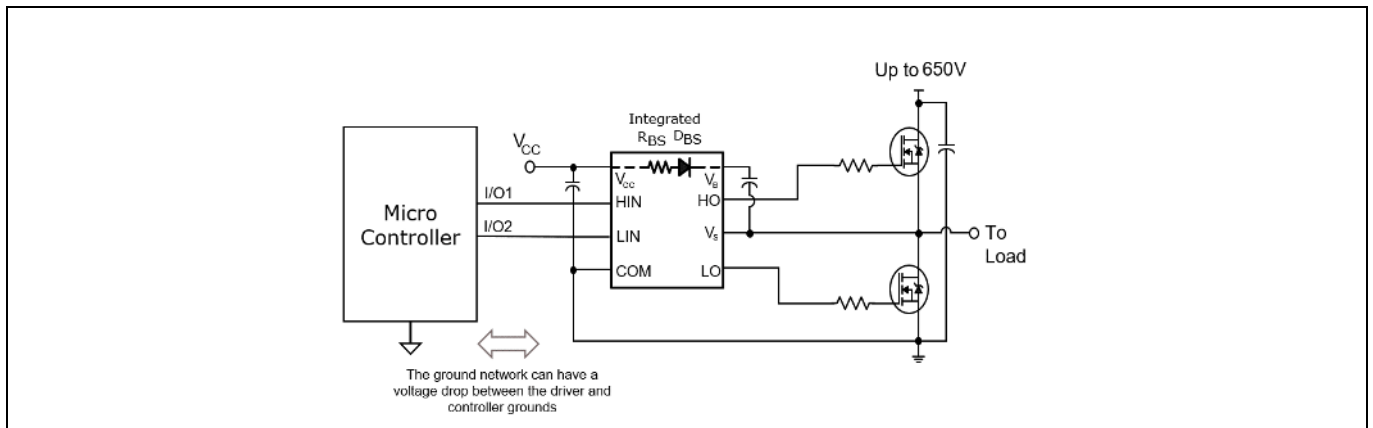 Up to 650V
Integrated
RBS DBS
VCC
Vcc
VB
I/O1
HIN
HO
Micro
Controller
I/O2
LIN
Vs
To
Load
COM
LO
The ground network can have a
voltage drop between the driver and
controller grounds